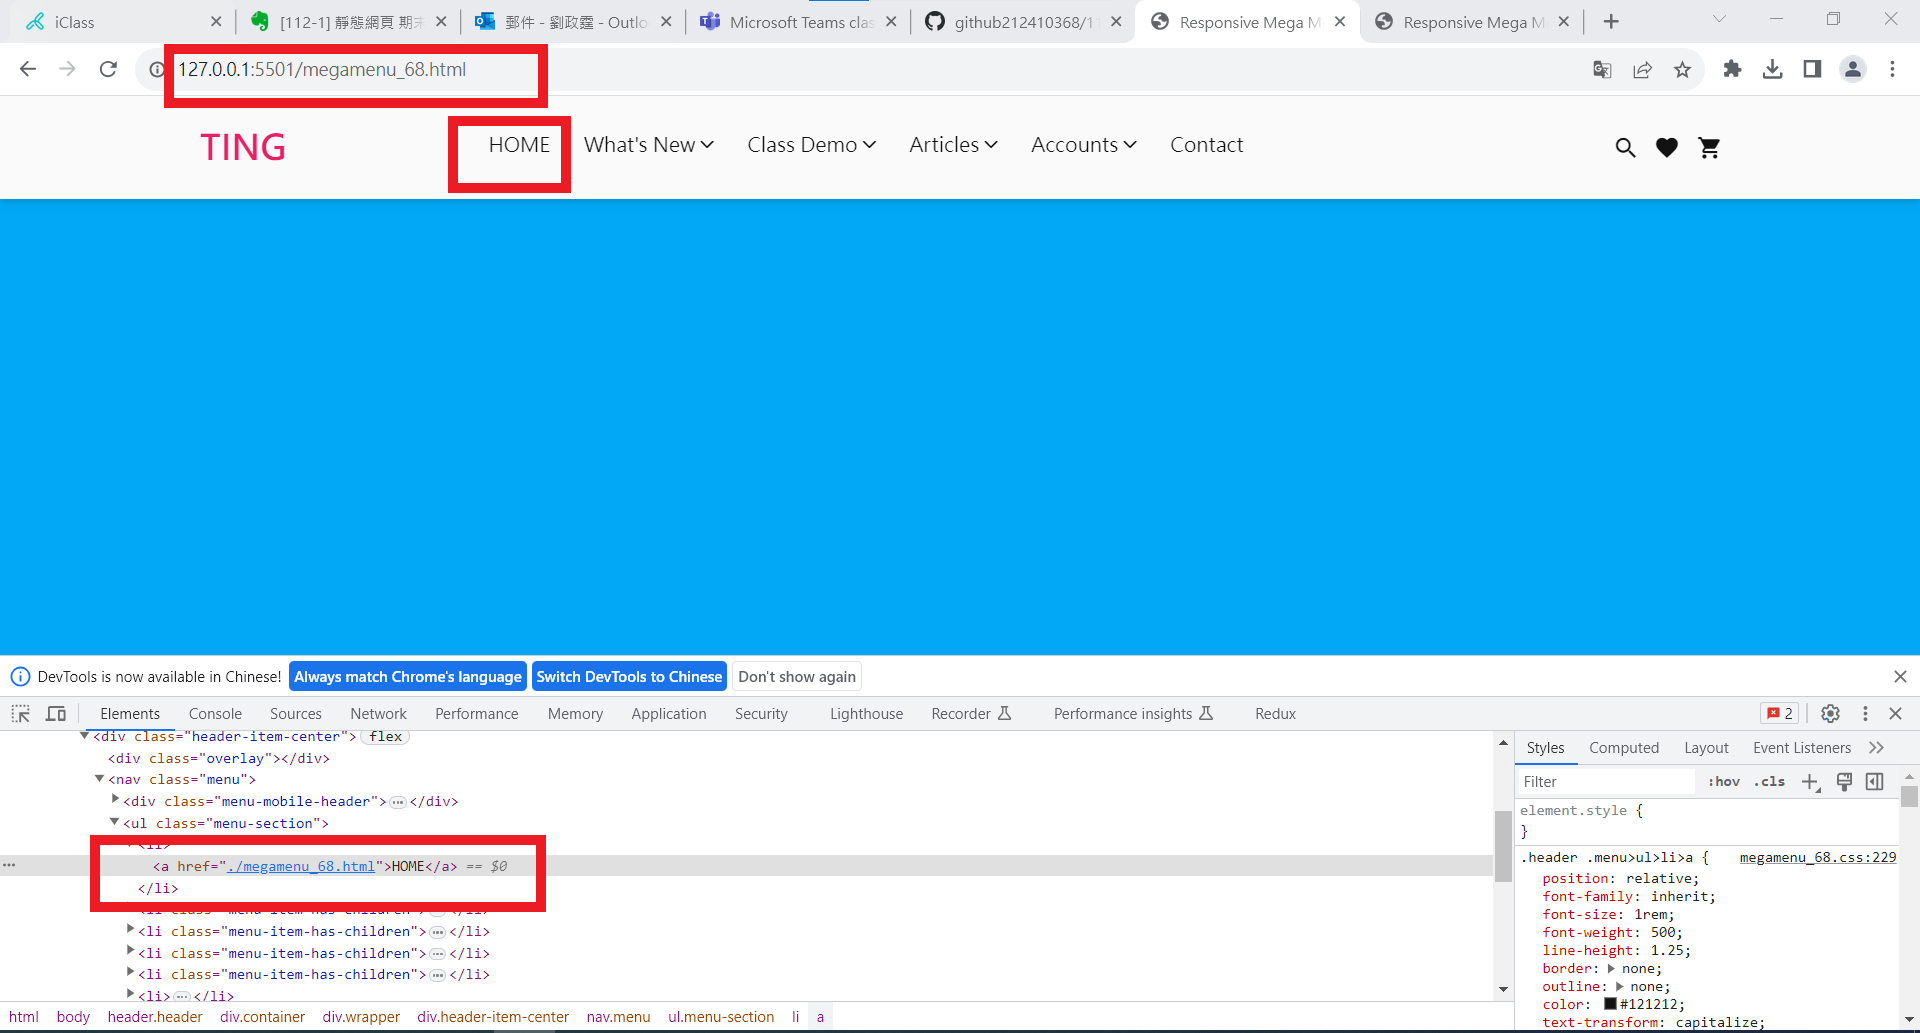 iClass
[112-1] 靜態網頁 期末
郵件 - 劉政霆 - Outlo
Microsoft Teams clas
github212410368/11
Responsive Mega M
Responsive Mega M
127.0.0.1:5501/megamenu_68.html
TING
HOME
What's New
Class Demo
Articles
Accounts
Contact
DevTools is now available in Chinese!
Always match Chrome's language
Switch DevTools to Chinese
Don't show again
Elements
Console
Sources
Network
Performance
Memory
Application
Security
Lighthouse
Recorder
Performance insights
Redux
2
<div class="header-item-center"> flex
<div class="overlay"></div>
<nav class="menu">
<div class="menu-mobile-header">…</div>
<ul class="menu-section">
<li>
<a href="./megamenu_68.html">HOME</a> == $0
</li>
<li class="menu-item-has-children">…</li>
<li class="menu-item-has-children">…</li>
<li class="menu-item-has-children">…</li>
<li class="menu-item-has-children">…</li>
<li>…</li>
html body header.header div.container div.wrapper div.header-item-center nav.menu ul.menu-section li a
Styles
Computed
Layout
Event Listeners
Filter
:hov
.cls
element.style {
}
.header .menu>ul>li>a {
megamenu_68.css:229
position: relative;
font-family: inherit;
font-size: 1rem;
font-weight: 500;
line-height: 1.25;
border: none;
outline: none;
color: #121212;
text-transform: capitalize;